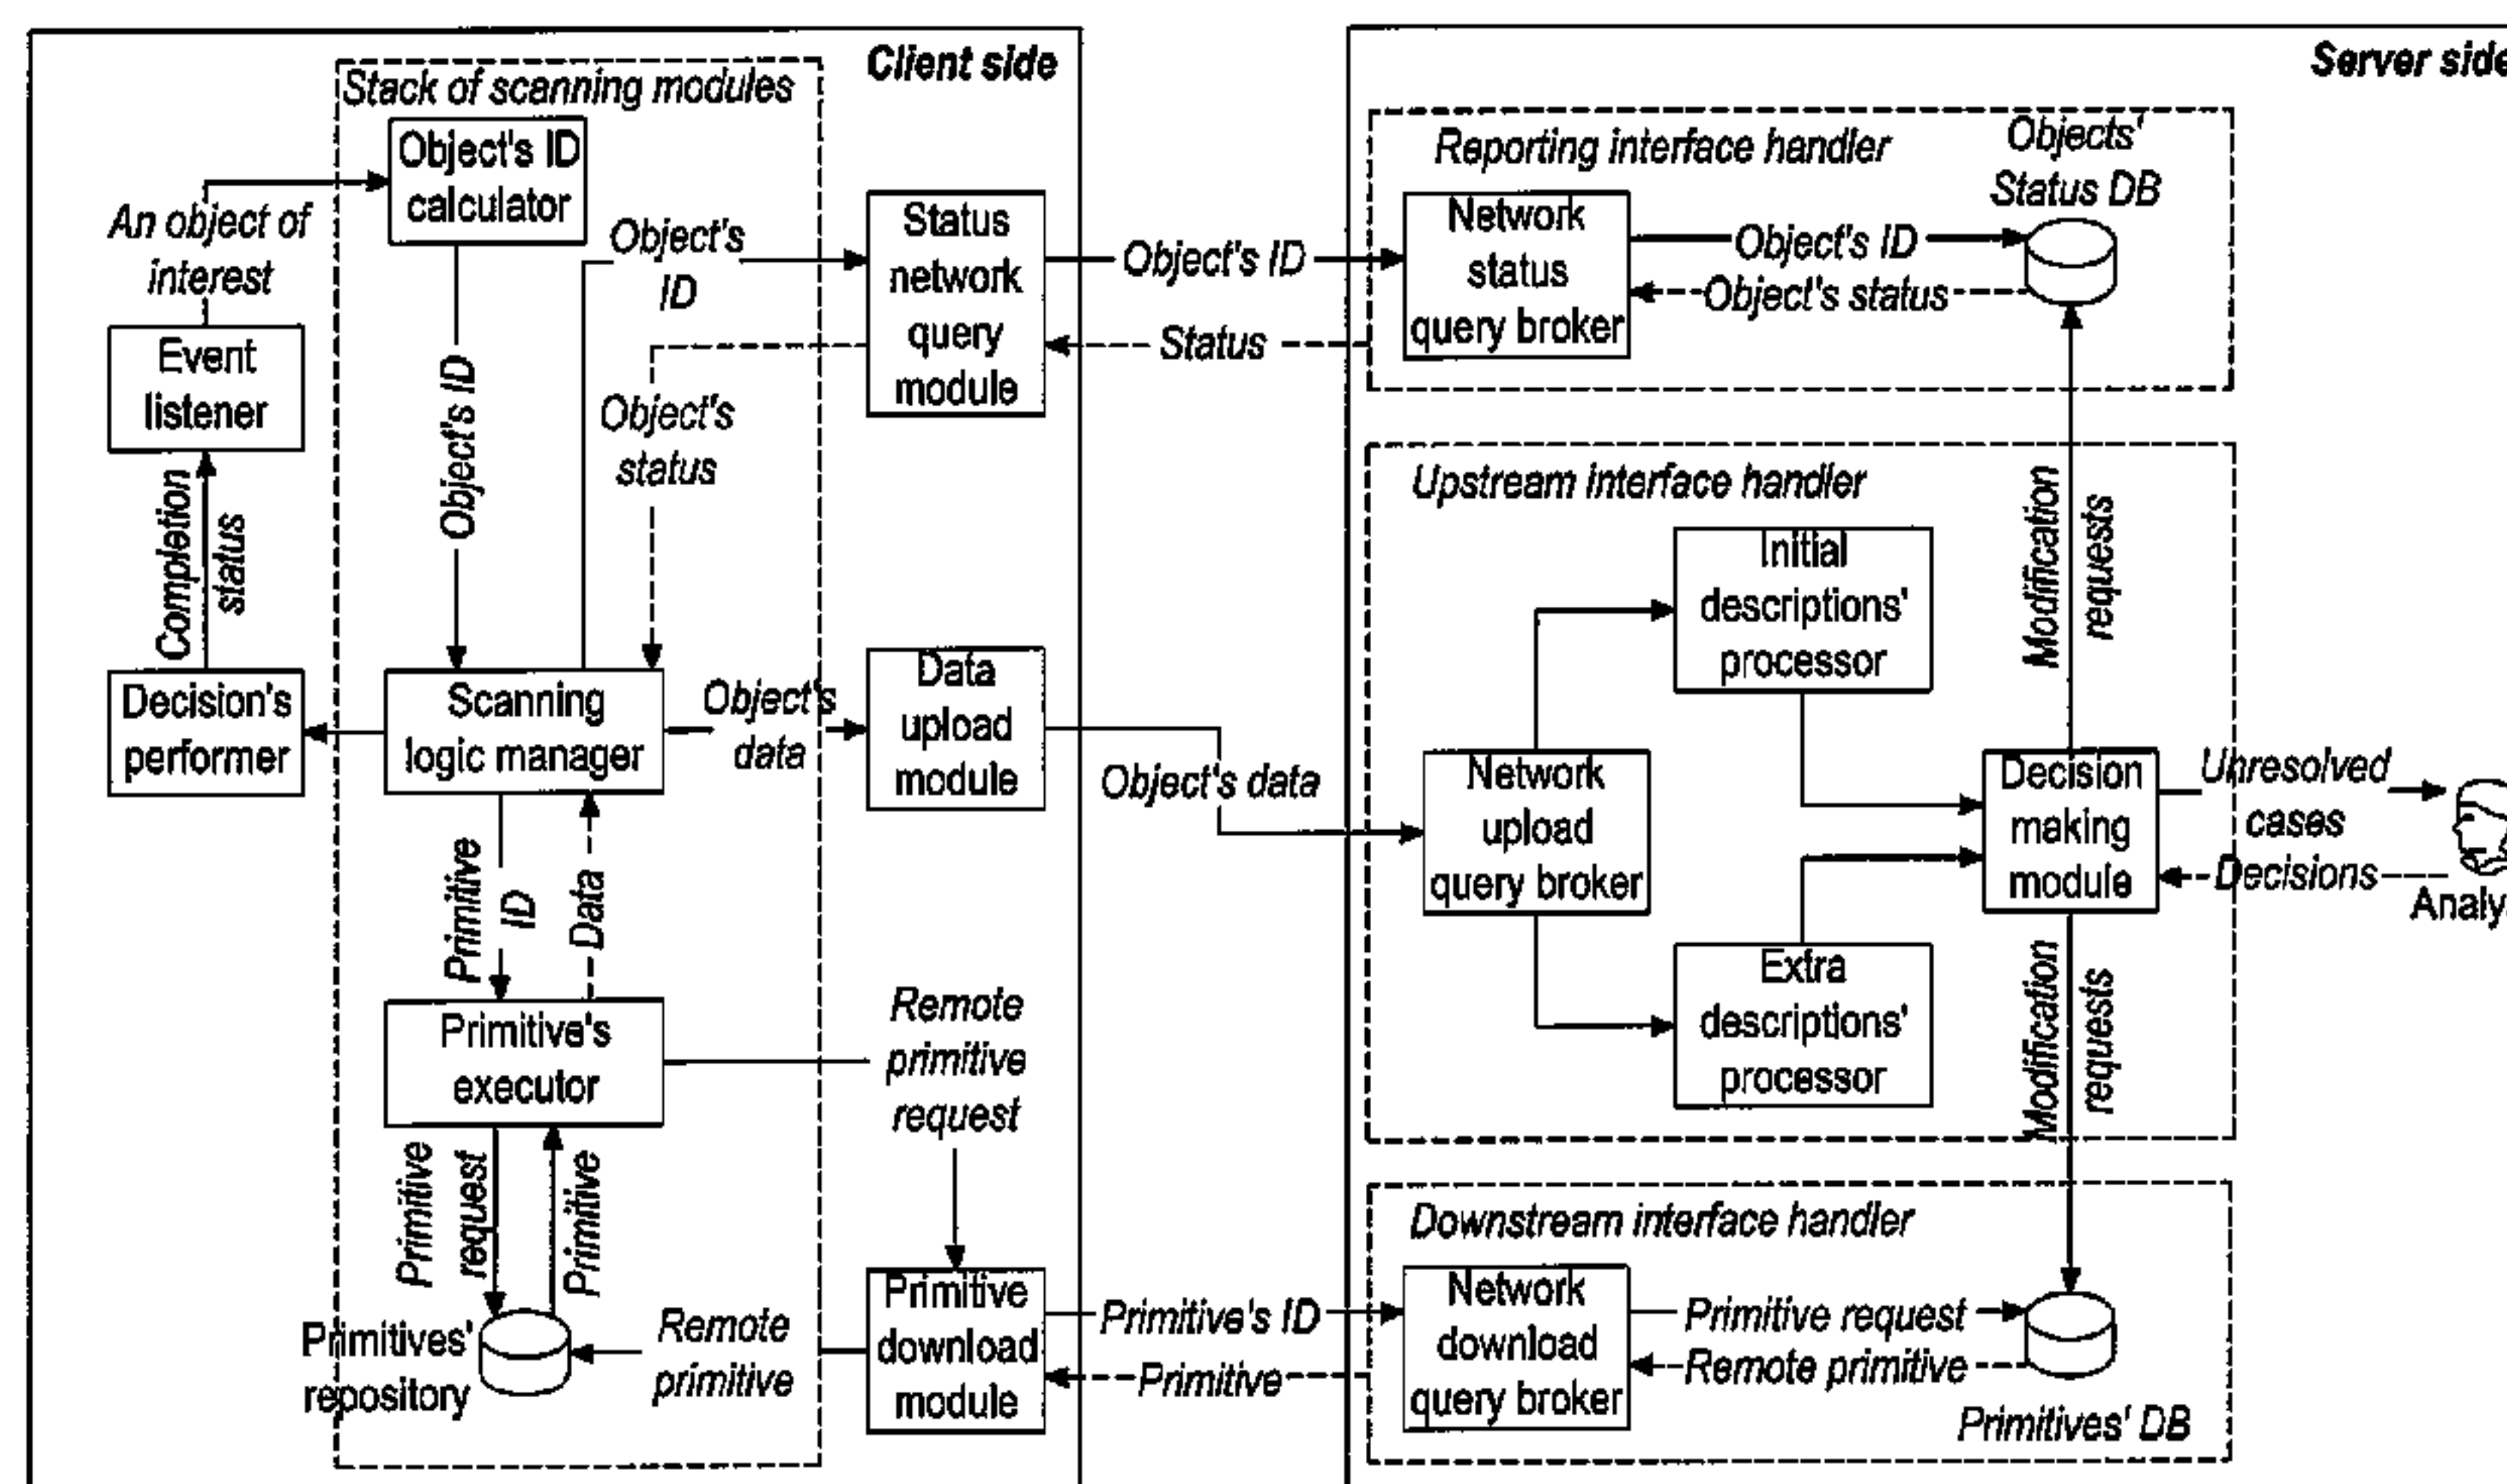 Client side
Stack of scanning modules
Object's ID
calculator
An object of
interest
Event
listener
Completion
status
Decision's
performer
Object's ID
Object's
ID
Object's
status
Scanning
logic manager
Object's
data
Primitive
ID
Data
Primitive's
executor
Primitive
request
Primitive
Primitives'
repository
Remote
primitive
Status
network
query
module
Data
upload
module
Remote
primitive
request
Primitive
download
module
Object's ID
Status
Object's data
Primitive's ID
Primitive
Server side
Reporting interface handler
Objects'
Status DB
Network
status
query broker
Object's ID
Object's status
Upstream interface handler
Initial
descriptions'
processor
Modification
requests
Network
upload
query broker
Decision
making
module
Unresolved
cases
Decisions
Analy
Extra
descriptions'
processor
Modification
requests
Downstream interface handler
Network
download
query broker
Primitive request
Remote primitive
Primitives' DB